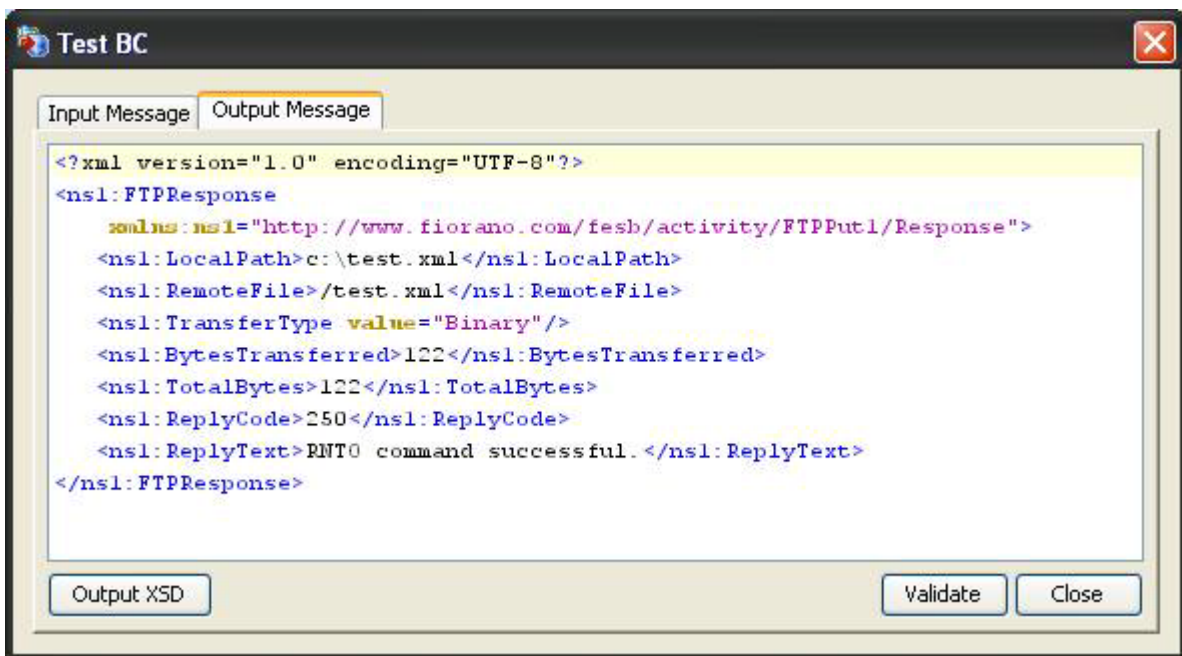 Test BC
Input Message Output Message
<?xml version="1.0" encoding="UTF-8"?>
<ns1:FTPResponse
xmlns:ns1="http://www.fiorano.com/fesb/activity/FTPPut1/Response">
<ns1:LocalPath>c:\test.xml</ns1:LocalPath>
<ns1:RemoteFile>/test.xml</ns1:RemoteFile>
<ns1:TransferType value="Binary"/>
<ns1:BytesTransferred>122</ns1:BytesTransferred>
<ns1:TotalBytes>122</ns1:TotalBytes>
<ns1:ReplyCode>250</ns1:ReplyCode>
<ns1:ReplyText>RNTO command successful.</ns1:ReplyText>
</ns1:FTPResponse>
Output XSD Validate Close